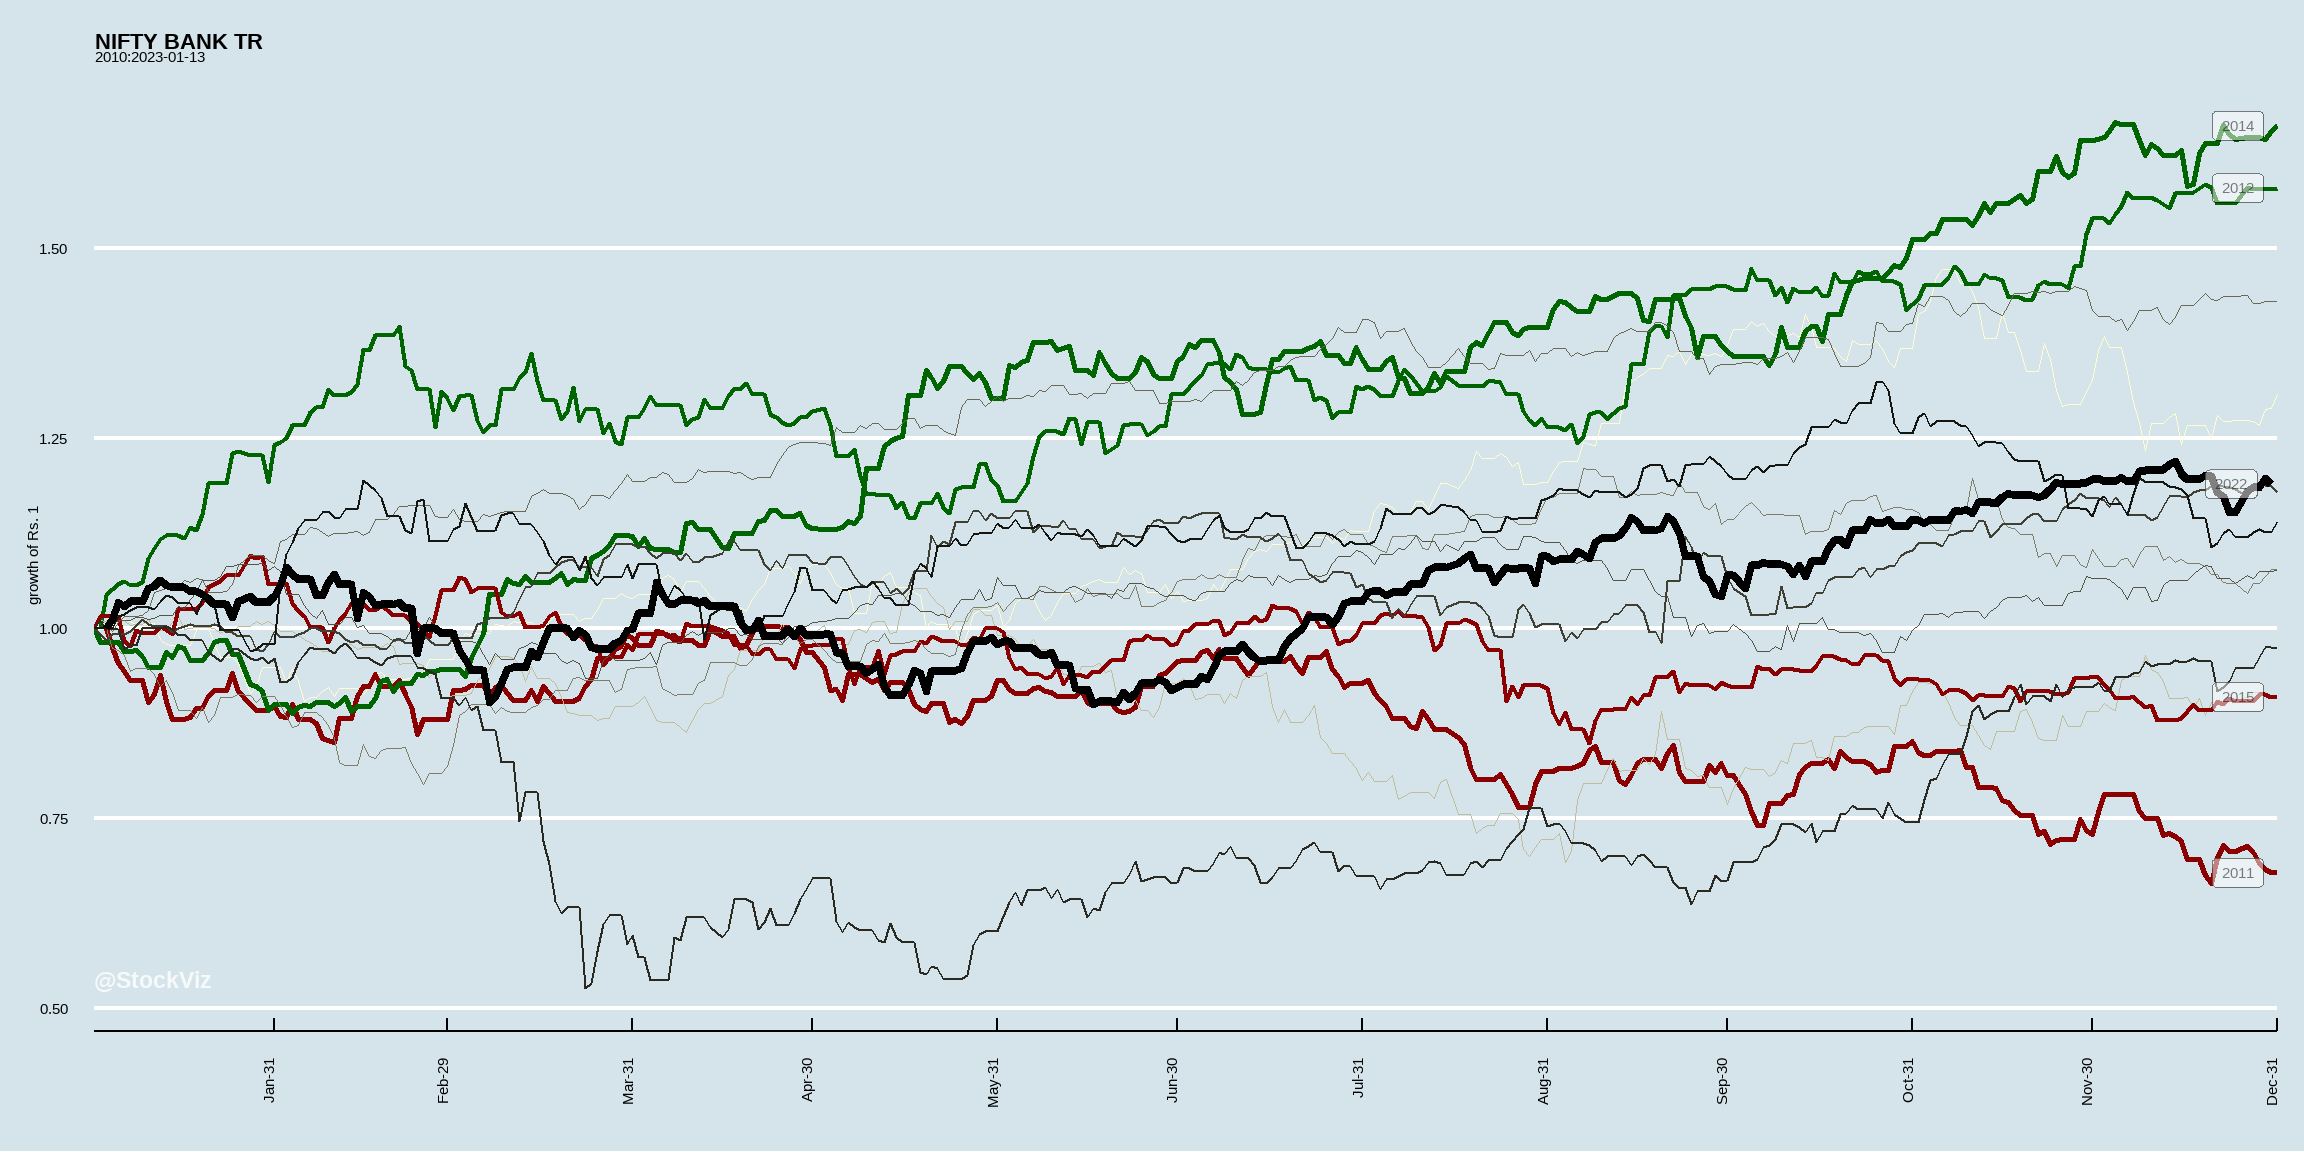 NIFTY BANK TR
2010:2023-01-13
2014
2012
1.50
1.25
2022
growth of Rs. 1
1.00
2015
0.75
2011
@StockViz
0.50
Jan-31
Feb-29
Mar-31
Apr-30
May-31
Jun-30
Jul-31
Aug-31
Sep-30
Oct-31
Nov-30
Dec-31